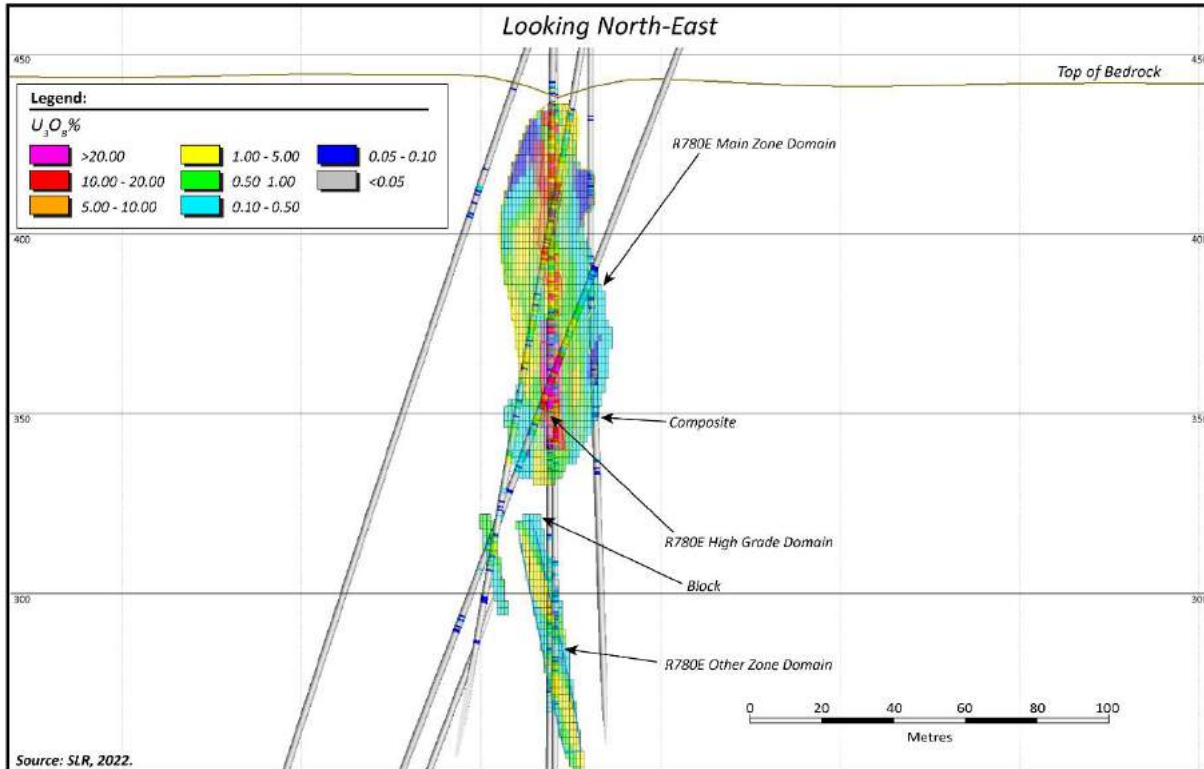 Looking North-East
450
Top of Bedrock
Legend:
U₃O₈%
>20.00
10.00 - 20.00
5.00 - 10.00
1.00 - 5.00
0.50 1.00
0.10 - 0.50
0.05 - 0.10
<0.05
R780E Main Zone Domain
400
400
350
350
Composite
R780E High Grade Domain
Block
300
300
R780E Other Zone Domain
0 20 40 60 80 100
Metres
Source: SLR, 2022.